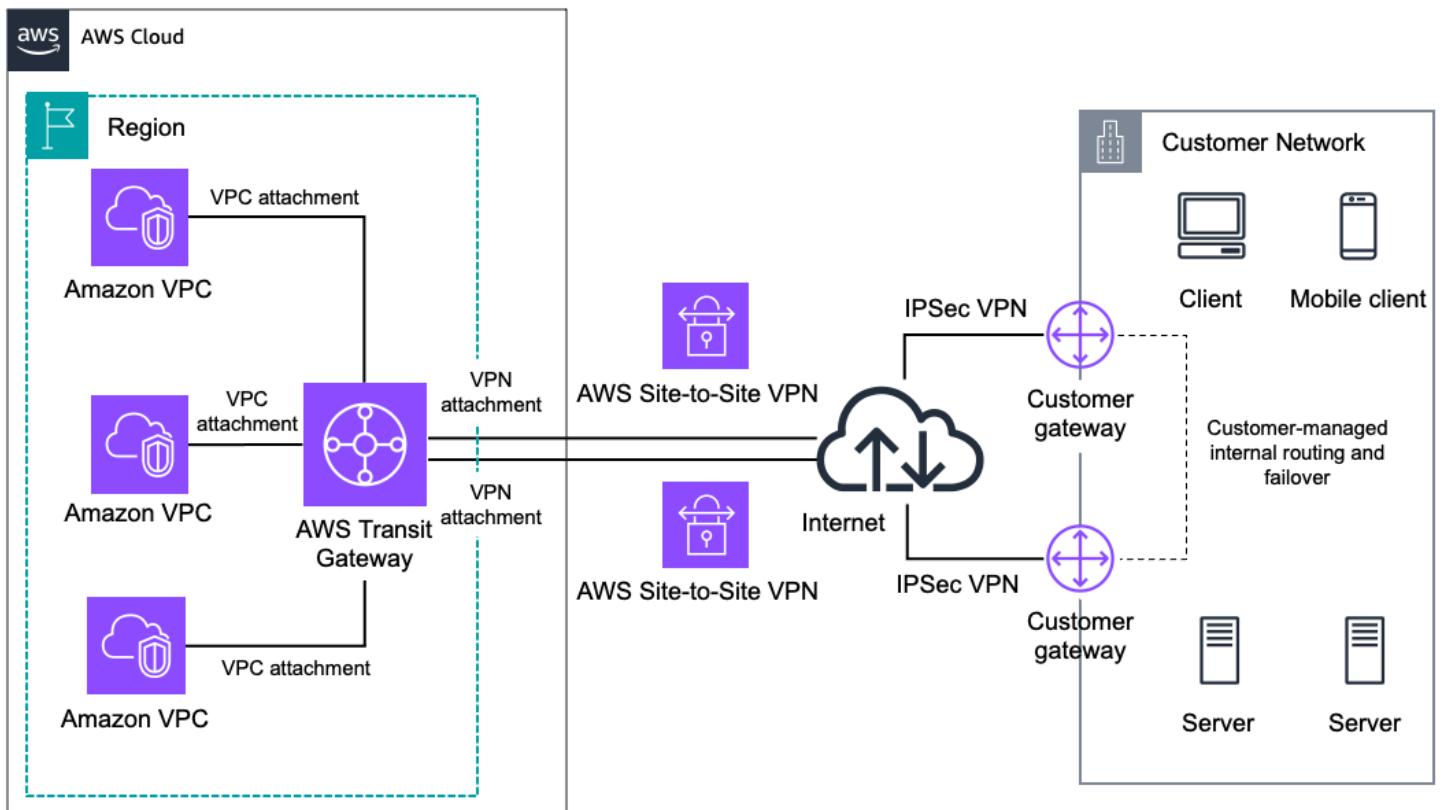 aws
AWS Cloud
Region
VPC attachment
Amazon VPC
VPC
attachment
Amazon VPC
AWS Transit
Gateway
VPC attachment
Amazon VPC
VPN
attachment
VPN
attachment
AWS Site-to-Site VPN
AWS Site-to-Site VPN
Internet
IPSec VPN
IPSec VPN
Customer Network
Client
Mobile client
Customer
gateway
Customer-managed
internal routing and
failover
Customer
gateway
Server
Server